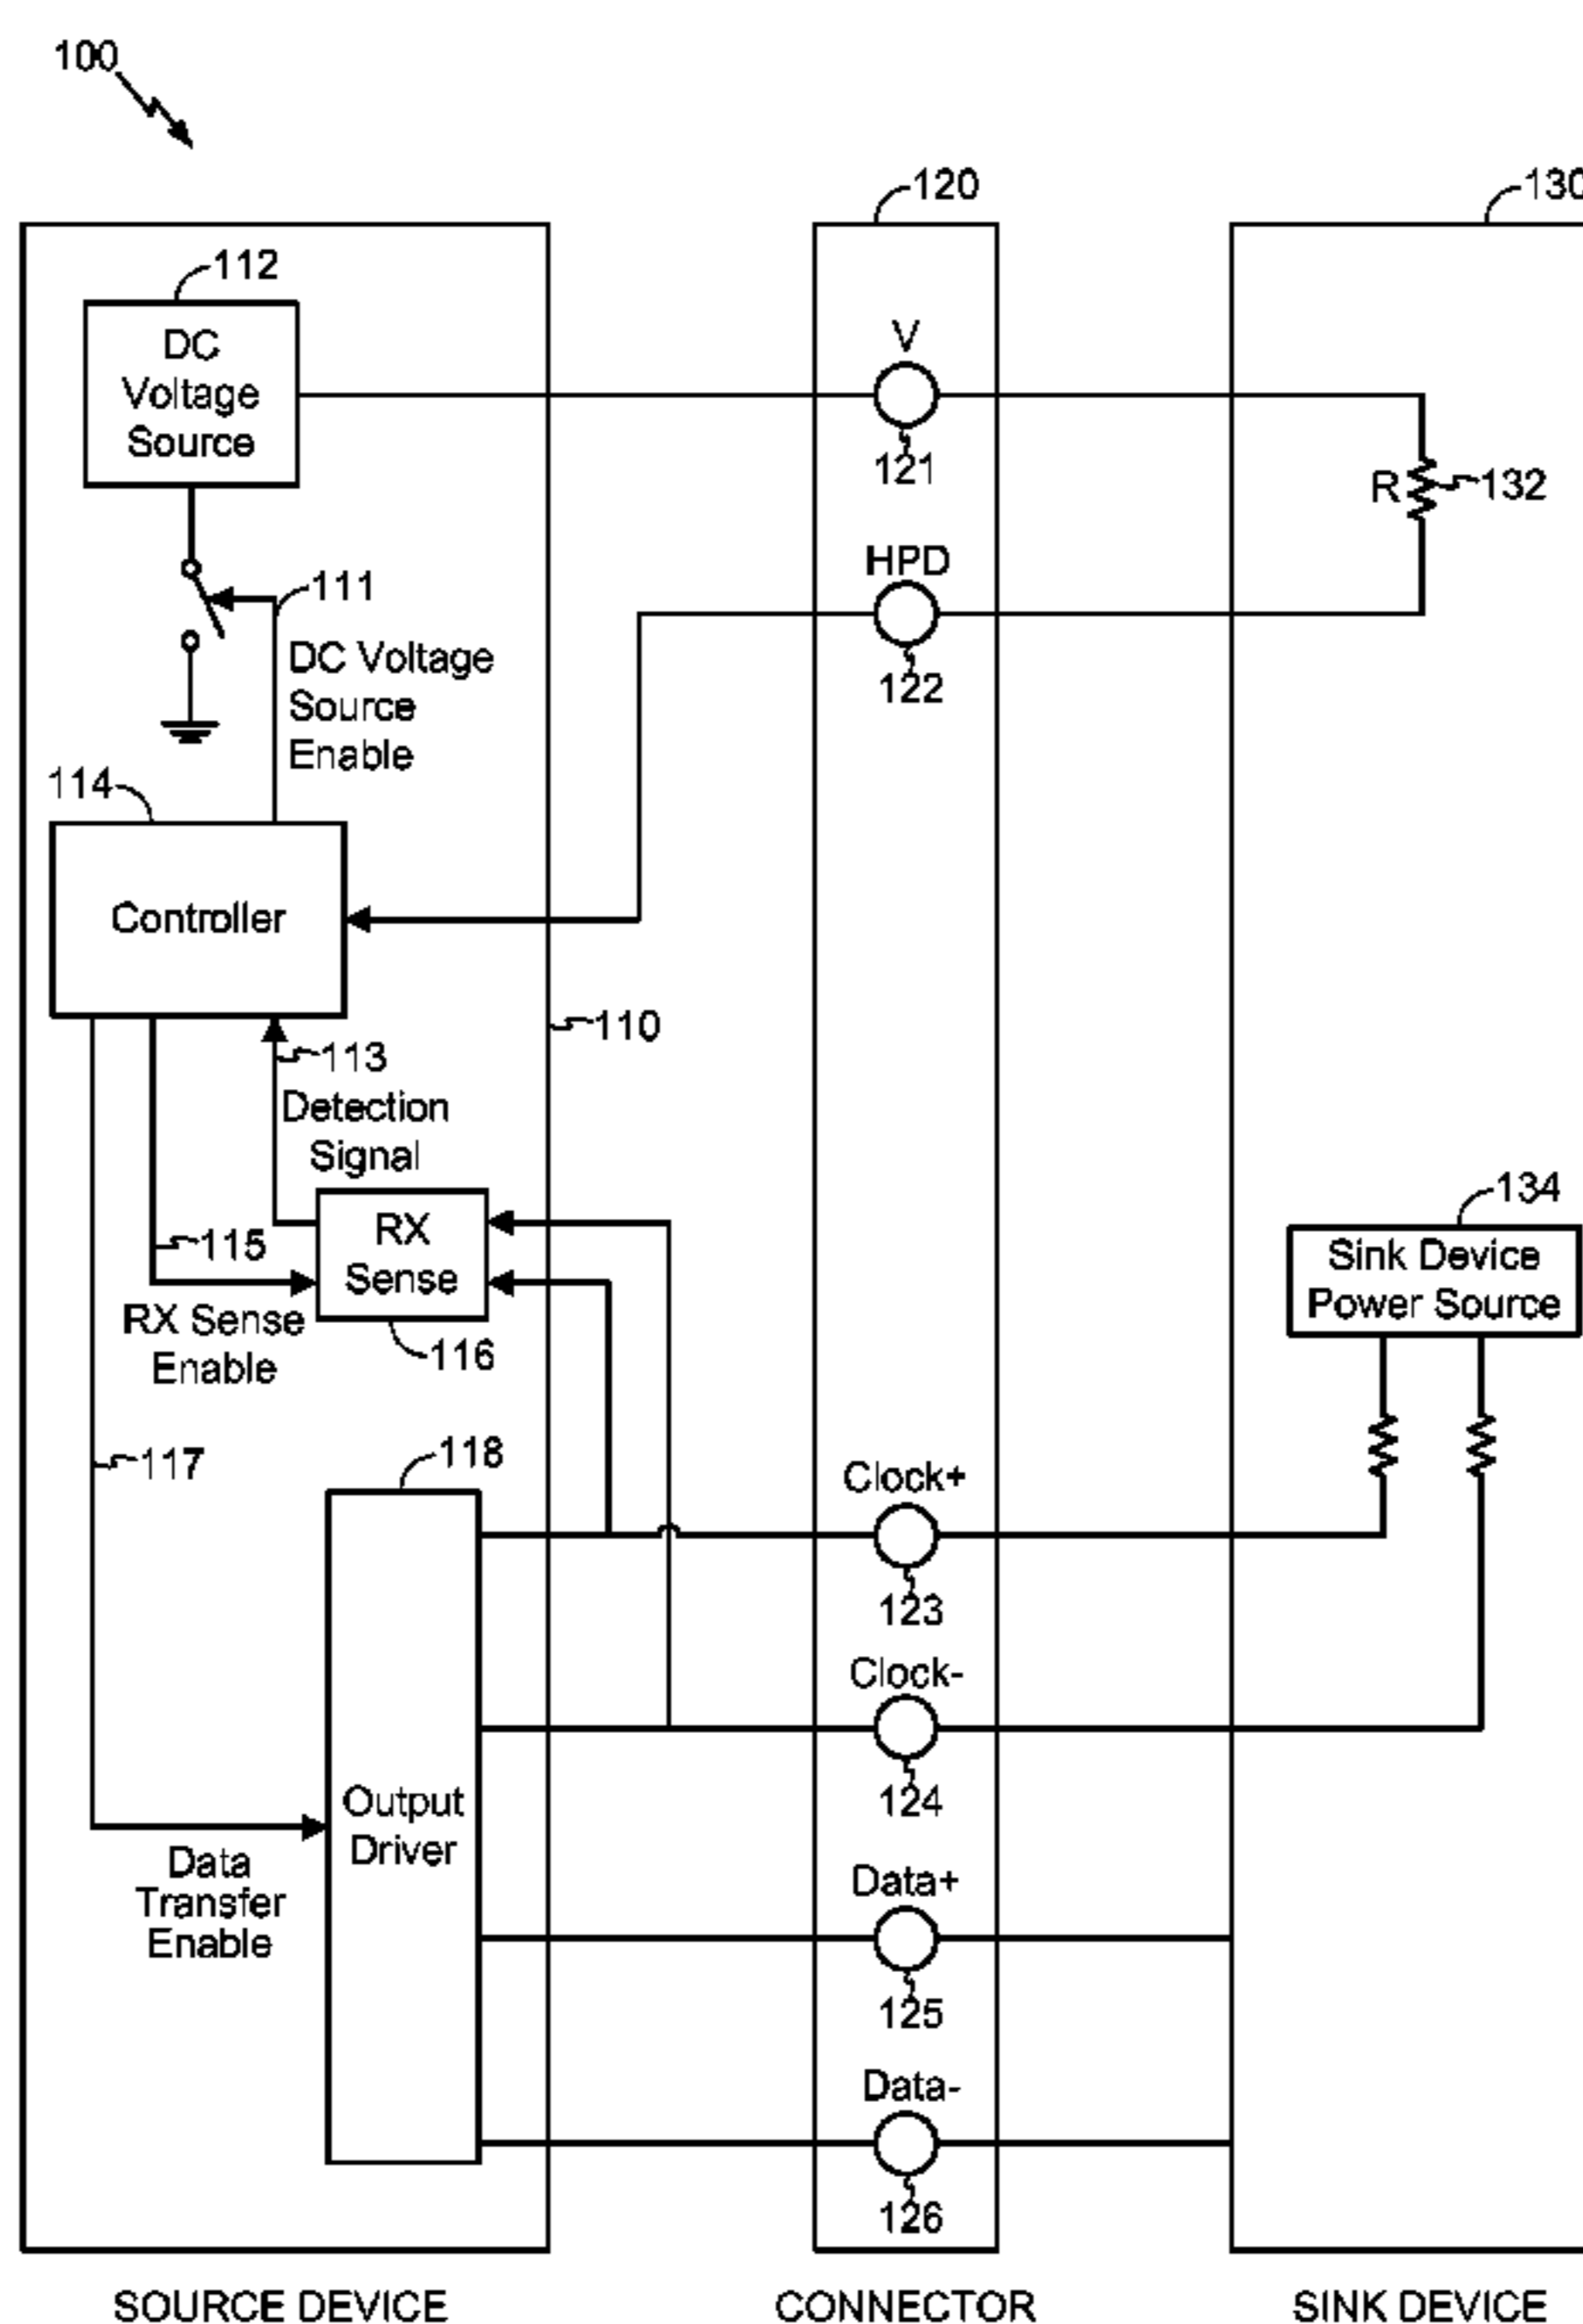 100
120
130
112
DC
Voltage
Source
V
121
R
132
HPD
122
111
DC Voltage
Source
Enable
114
Controller
110
113
Detection
Signal
RX
Sense
115
RX Sense
Enable
116
134
Sink Device
Power Source
117
118
Output
Driver
Clock+
123
Clock-
124
Data
Transfer
Enable
Data+
125
Data-
126
SOURCE DEVICE
CONNECTOR
SINK DEVICE